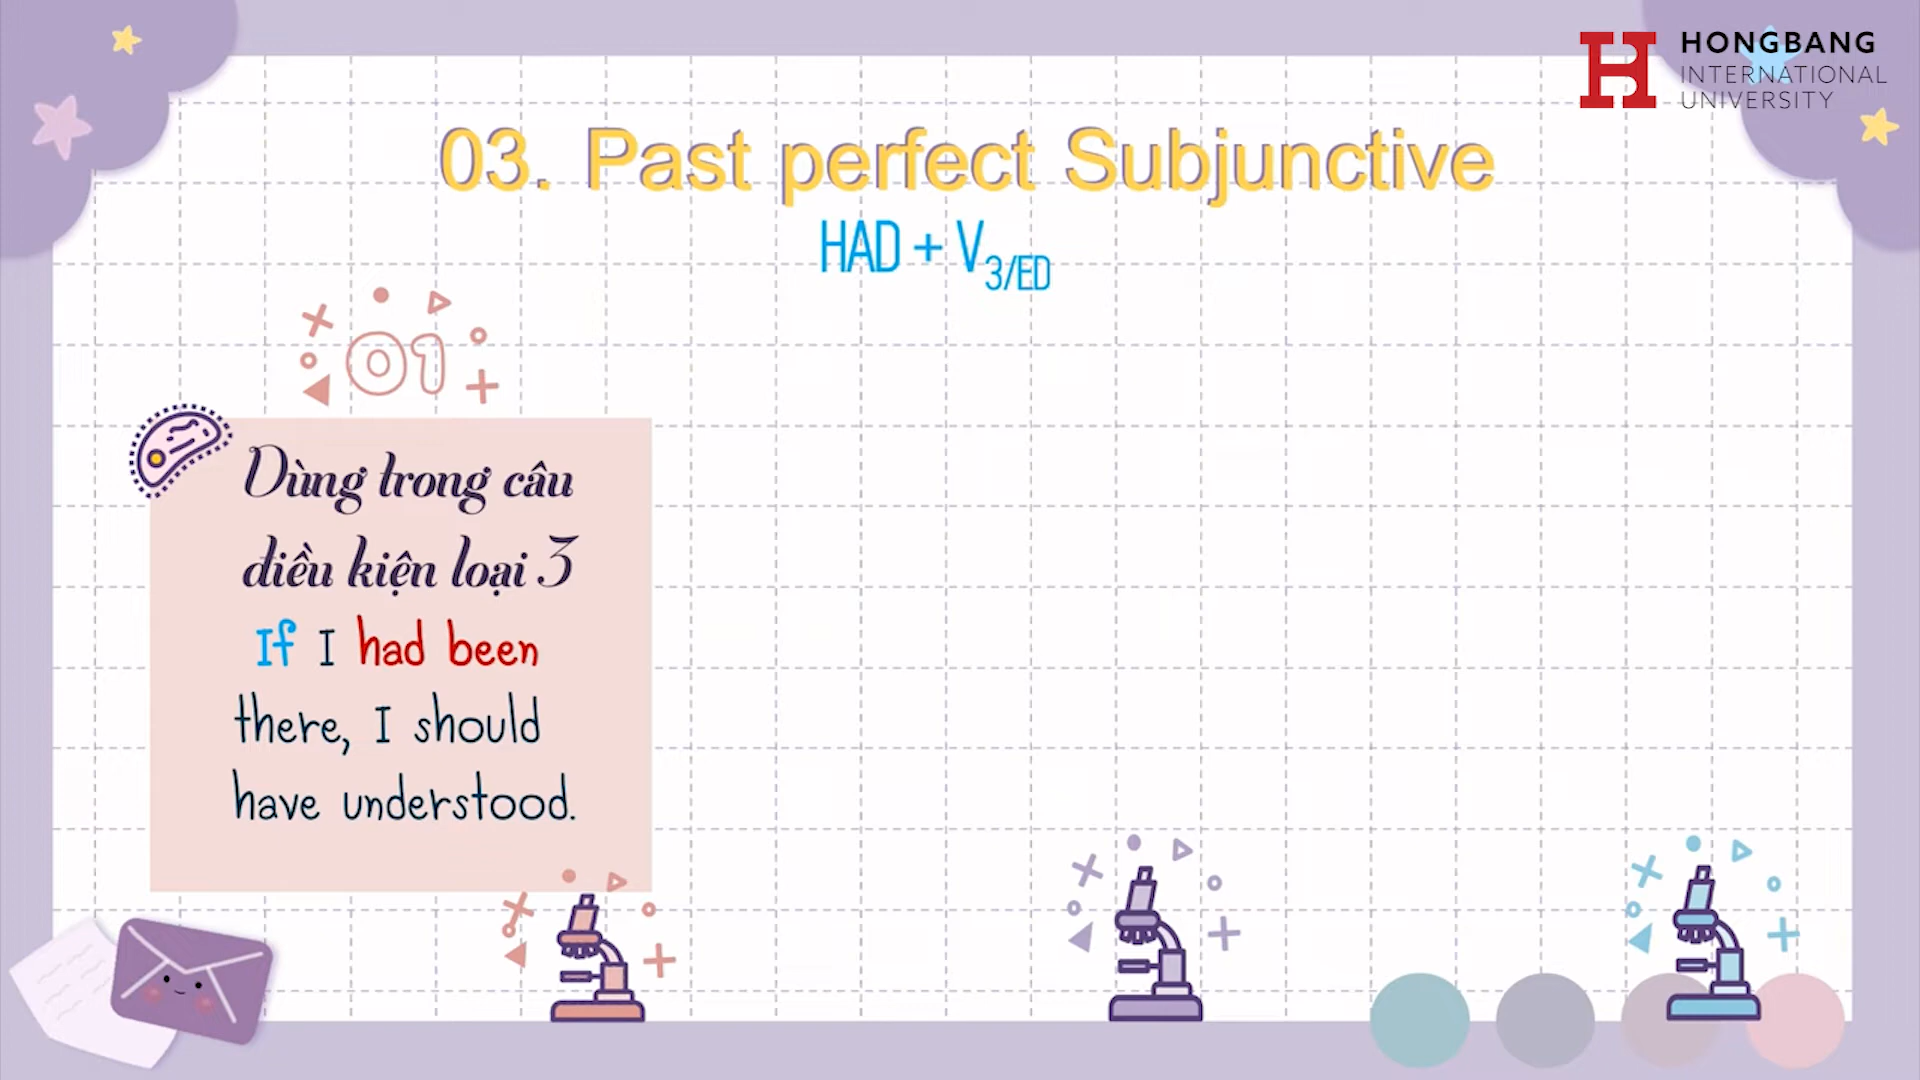 HONGBANG
INTERNATIONAL
UNIVERSITY
03. Past perfect Subjunctive
HAD + V3/ED
01
Dùng trong câu
điều kiện loại 3
If I had been
there, I should
have understood.